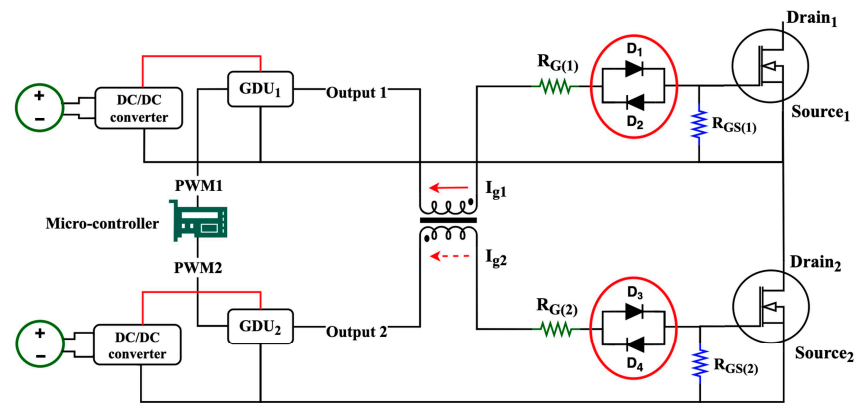 Drain1
D1
RG(1)
GDU1
Output 1
DC/DC
converter
+
−
D2
RGS(1)
Source1
PWM1
Ig1
Micro-controller
PWM2
Ig2
Drain2
D3
RG(2)
GDU2
Output 2
DC/DC
converter
+
−
D4
RGS(2)
Source2